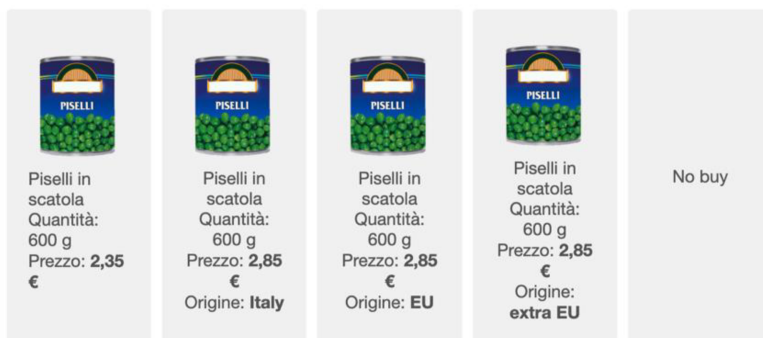 PISELLI
Piselli in
scatola
Quantità:
600 g
Prezzo: 2,35
€
PISELLI
Piselli in
scatola
Quantità:
600 g
Prezzo: 2,85
€
Origine: Italy
PISELLI
Piselli in
scatola
Quantità:
600 g
Prezzo: 2,85
€
Origine: EU
PISELLI
Piselli in
scatola
Quantità:
600 g
Prezzo: 2,85
€
Origine:
extra EU
No buy